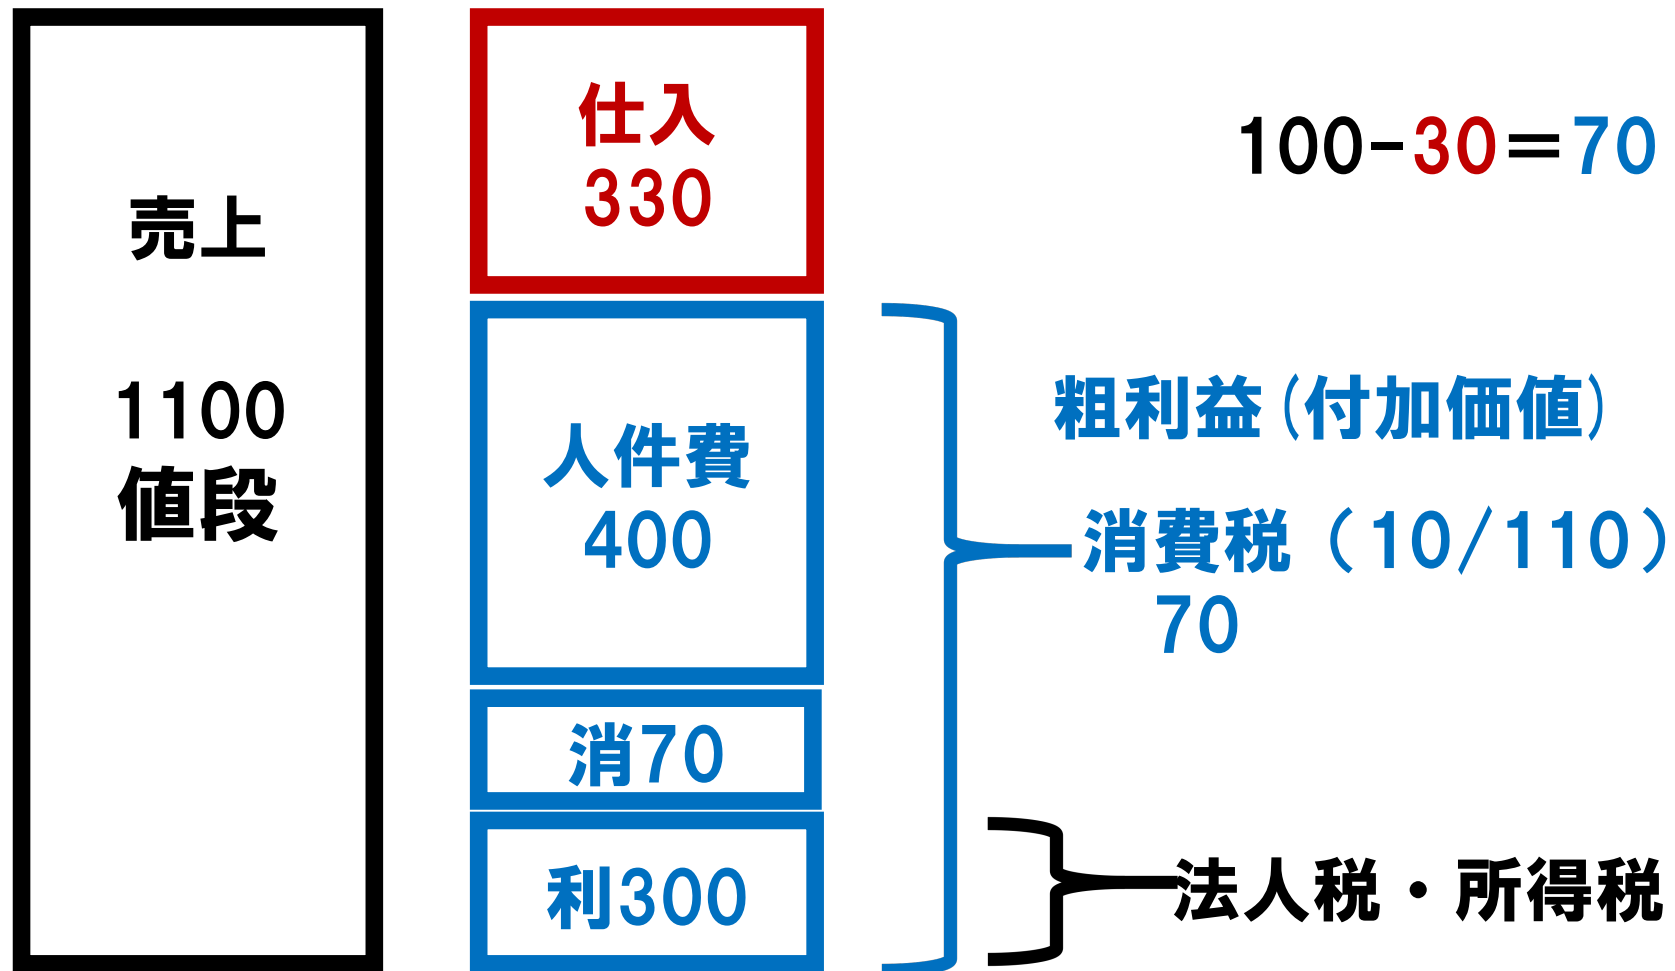 売上
1100
値段
仕入
330
人件費
400
消70
利300
100-30=70
粗利益(付加価値)
消費税（10/110）
70
法人税・所得税